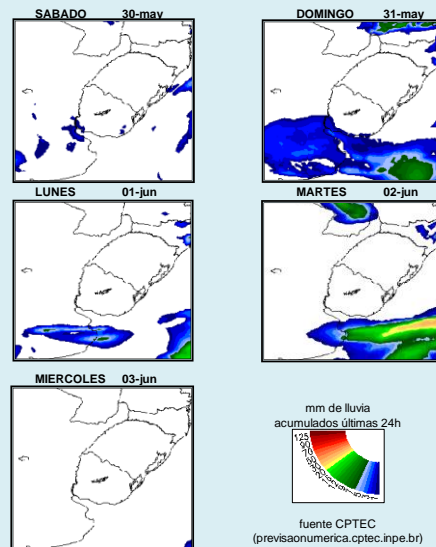 SABADO 30-may
DOMINGO 31-may
LUNES 01-jun
MARTES 02-jun
MIERCOLES 03-jun
mm de lluvia
acumulados últimas 24h
fuente CPTEC
(previsaonumerica.cptec.inpe.br)